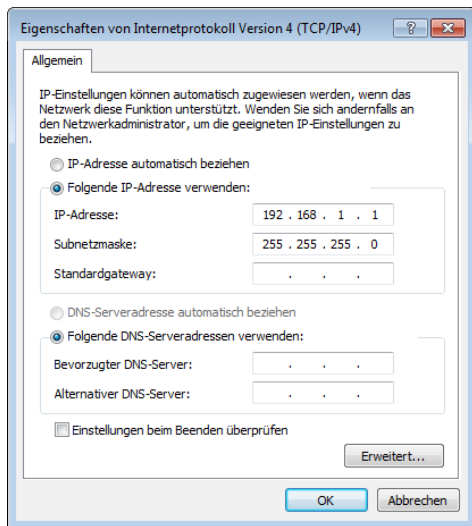 Eigenschaften von Internetprotokoll Version 4 (TCP/IPv4)
Allgemein
IP-Einstellungen können automatisch zugewiesen werden, wenn das
Netzwerk diese Funktion unterstützt. Wenden Sie sich andernfalls an
den Netzwerkadministrator, um die geeigneten IP-Einstellungen zu
beziehen.
IP-Adresse automatisch beziehen
Folgende IP-Adresse verwenden:
IP-Adresse: 192 . 168 . 1 . 1
Subnetzmaske: 255 . 255 . 255 . 0
Standardgateway: . . .
DNS-Serveradresse automatisch beziehen
Folgende DNS-Serveradressen verwenden:
Bevorzugter DNS-Server: . . .
Alternativer DNS-Server: . . .
Einstellungen beim Beenden überprüfen
Erweitert...
OK Abbrechen